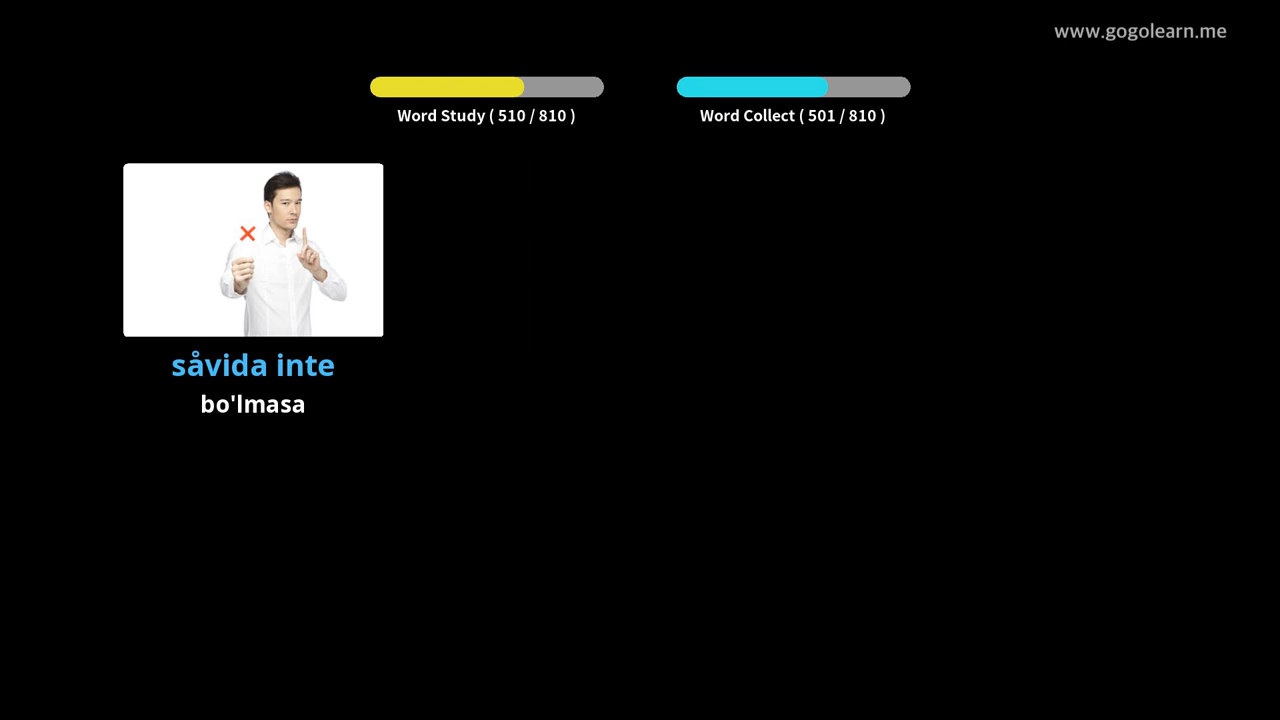 www.gogolearn.me
Word Study ( 510 / 810 )
Word Collect ( 501 / 810 )
såvida inte
bo'lmasa